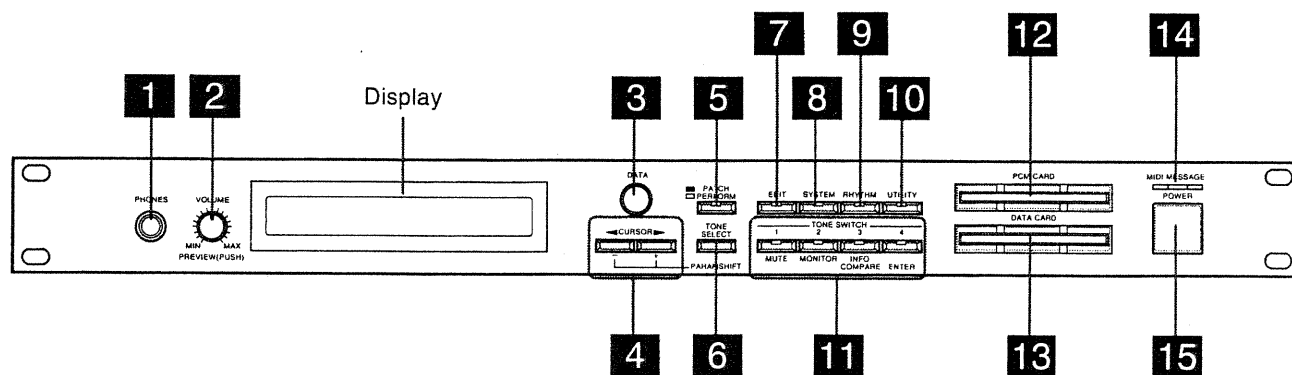 7 9 12 14
1 2 Display 3 5 8 10
DATA PCM CARD MIDI MESSAGE
PATCH EDIT SYSTEM RHYTHM UTILITY
PERFORM POWER
PHONES VOLUME DATA CARD
◄CURSOR► TONE TONE SWITCH
SELECT 1 2 3 4
MIN MAX MUTE MONITOR INFO ENTER
PREVIEW(PUSH) − + COMPARE
4 6 11 13 15